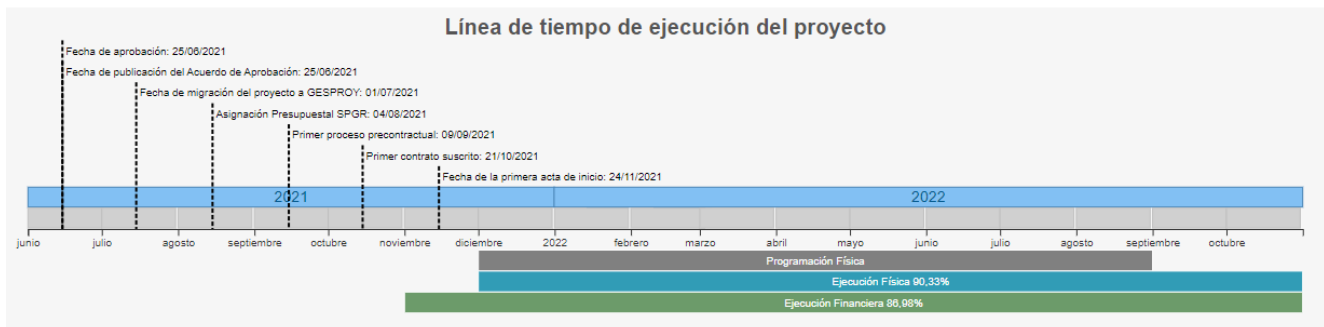 Línea de tiempo de ejecución del proyecto
Fecha de aprobación: 25/06/2021
Fecha de publicación del Acuerdo de Aprobación: 25/06/2021
Fecha de migración del proyecto a GESPROY: 01/07/2021
Asignación Presupuestal SPGR: 04/08/2021
Primer proceso precontractual: 09/09/2021
Primer contrato suscrito: 21/10/2021
Fecha de la primera acta de inicio: 24/11/2021
2021 2022
junio julio agosto septiembre octubre noviembre diciembre 2022 febrero marzo abril mayo junio julio agosto septiembre octubre
Programación Física
Ejecución Física 90,33%
Ejecución Financiera 86,98%